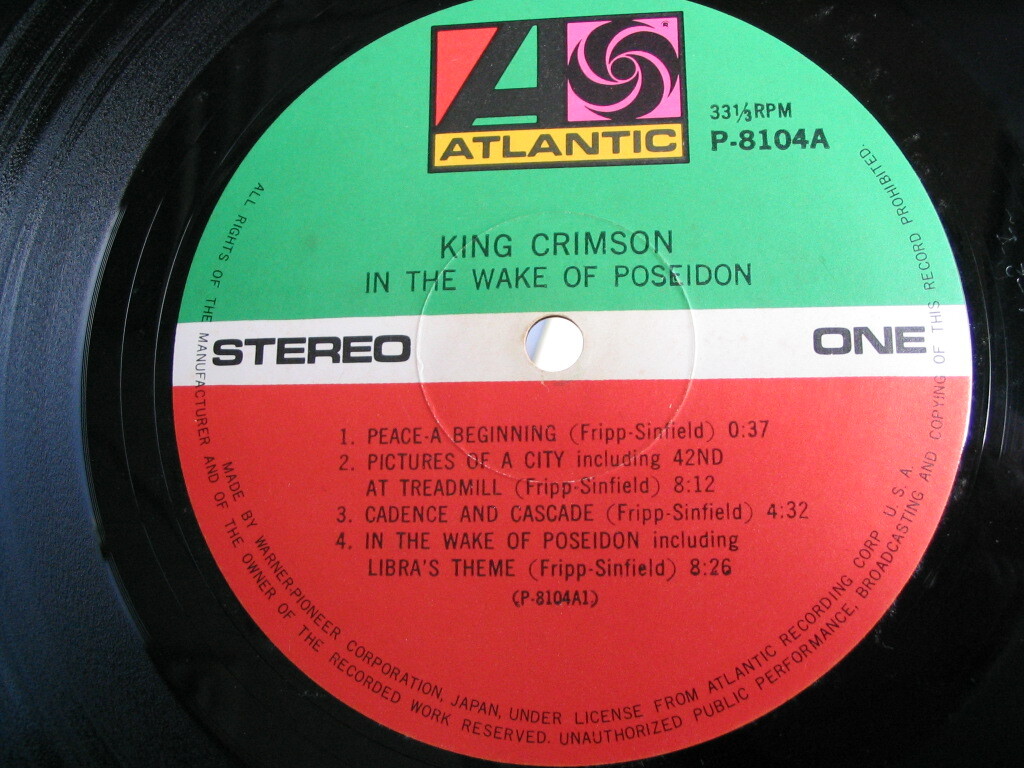 ATLANTIC
33⅓RPM
P-8104A
KING CRIMSON
IN THE WAKE OF POSEIDON
STEREO
ONE
1. PEACE-A BEGINNING (Fripp-Sinfield) 0:37
2. PICTURES OF A CITY including 42ND
AT TREADMILL (Fripp-Sinfield) 8:12
3. CADENCE AND CASCADE (Fripp-Sinfield) 4:32
4. IN THE WAKE OF POSEIDON including
LIBRA'S THEME (Fripp-Sinfield) 8:26
(P-8104A1)
MADE BY WARNER-PIONEER CORPORATION, JAPAN, UNDER LICENSE FROM ATLANTIC RECORDING CORP. U. S. A.
ALL RIGHTS OF THE MANUFACTURER AND OF THE OWNER OF THE RECORDED WORK RESERVED. UNAUTHORIZED PUBLIC PERFORMANCE, BROADCASTING AND COPYING OF THIS RECORD PROHIBITED.